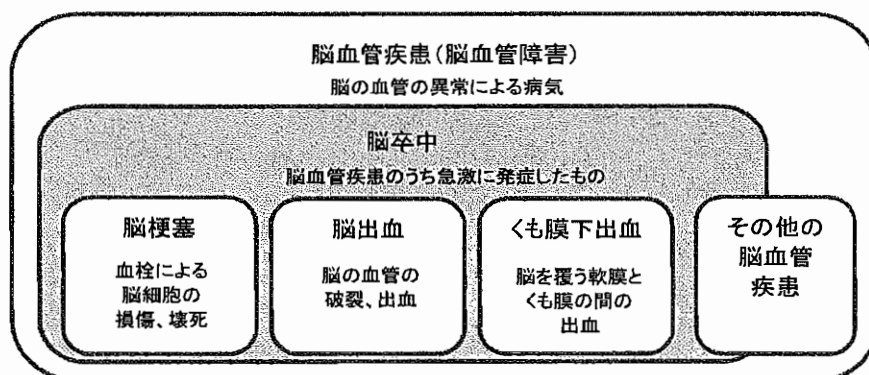 脳血管疾患(脳血管障害)
脳の血管の異常による病気
脳卒中
脳血管疾患のうち急激に発症したもの
脳梗塞
血栓による
脳細胞の
損傷、壊死
脳出血
脳の血管の
破裂、出血
くも膜下出血
脳を覆う軟膜と
くも膜の間の
出血
その他の
脳血管
疾患